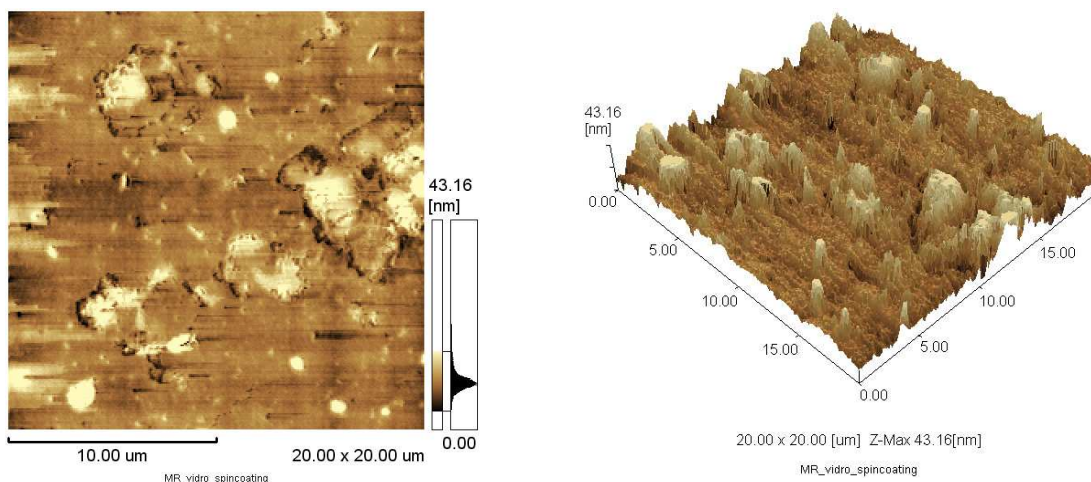 43.16
[nm]
0.00
10.00 um
20.00 x 20.00 um
MR_vidro_spincoating
43.16
[nm]
0.00
5.00
10.00
15.00
0.00
5.00
10.00
15.00
20.00 x 20.00 [um] Z-Max 43.16[nm]
MR_vidro_spincoating